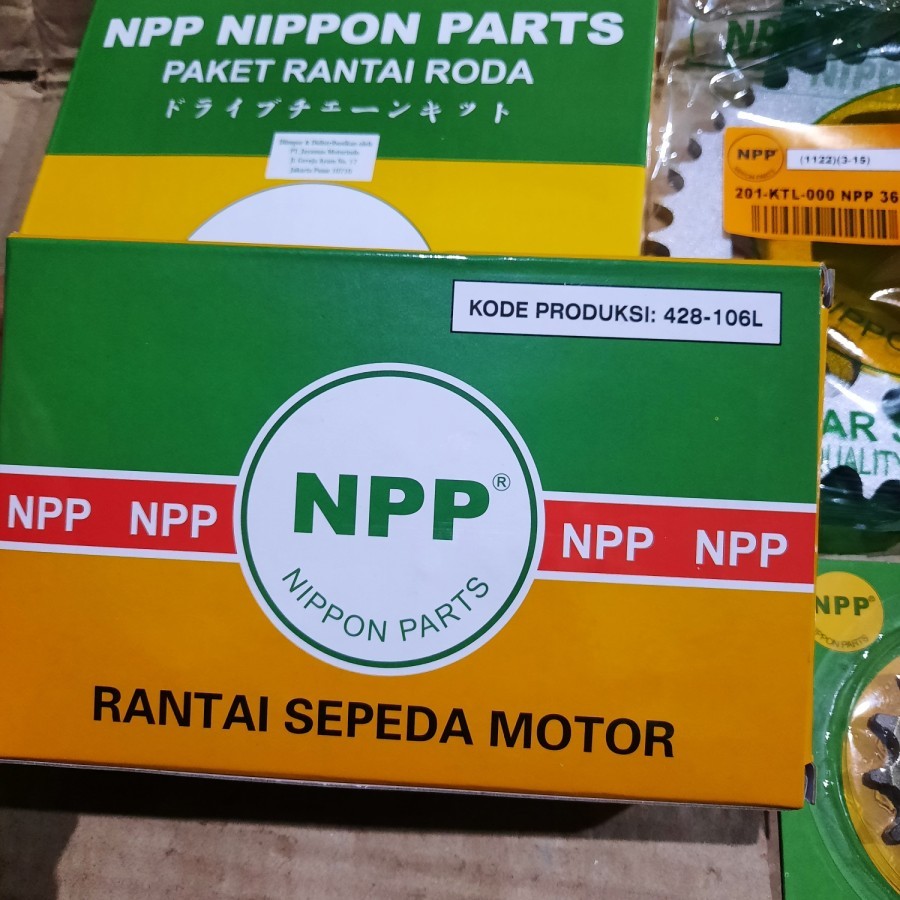 NPP NIPPON PARTS
PAKET RANTAI RODA
ドライブチェーンキット
NPP
(1122)(3-15)
201-KTL-000 NPP 36
KODE PRODUKSI: 428-106L
NPP NPP
NPP®
NIPPON PARTS
NPP NPP
RANTAI SEPEDA MOTOR
NPP®